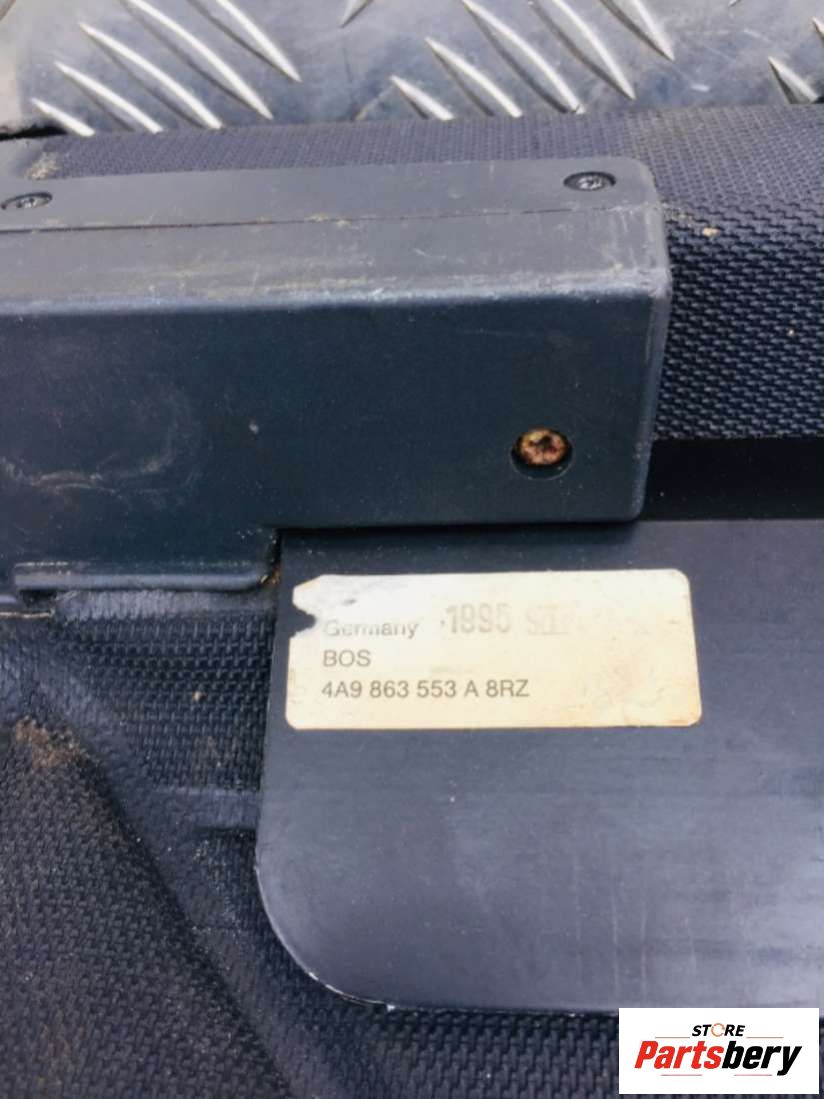 Germany 1995
BOS
4A9 863 553 A 8RZ
STORE
Partsbery